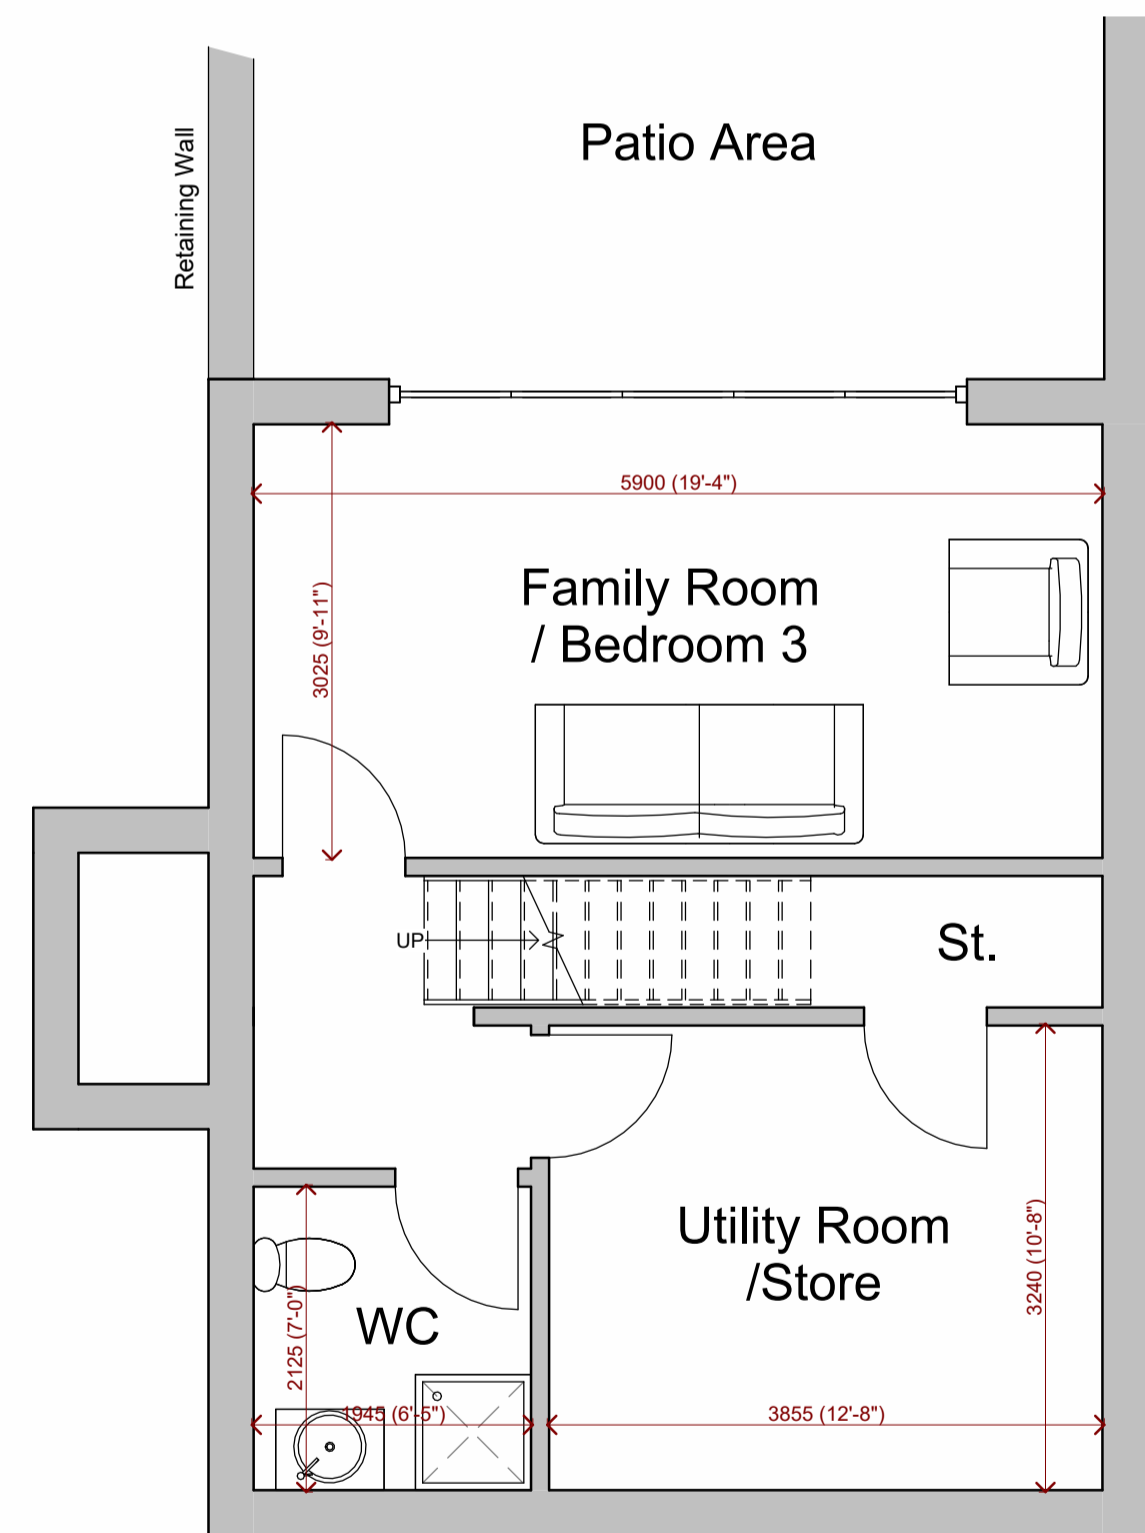 Patio Area
Retaining Wall
5900 (19'-4")
Family Room
/ Bedroom 3
3025 (9'-11")
UP
St.
Utility Room
/Store
3240 (10'-8")
WC
2125 (7'-0")
1945 (6'-5")
3855 (12'-8")